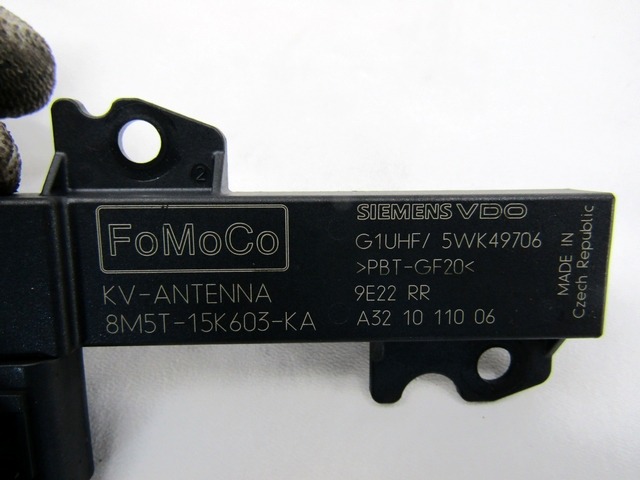 2
FoMoCo
KV-ANTENNA
8M5T-15K603-KA
SIEMENS VDO
G1UHF/ 5WK49706
>PBT-GF20<
9E22 RR
A32 10 110 06
MADE IN
Czech Republic